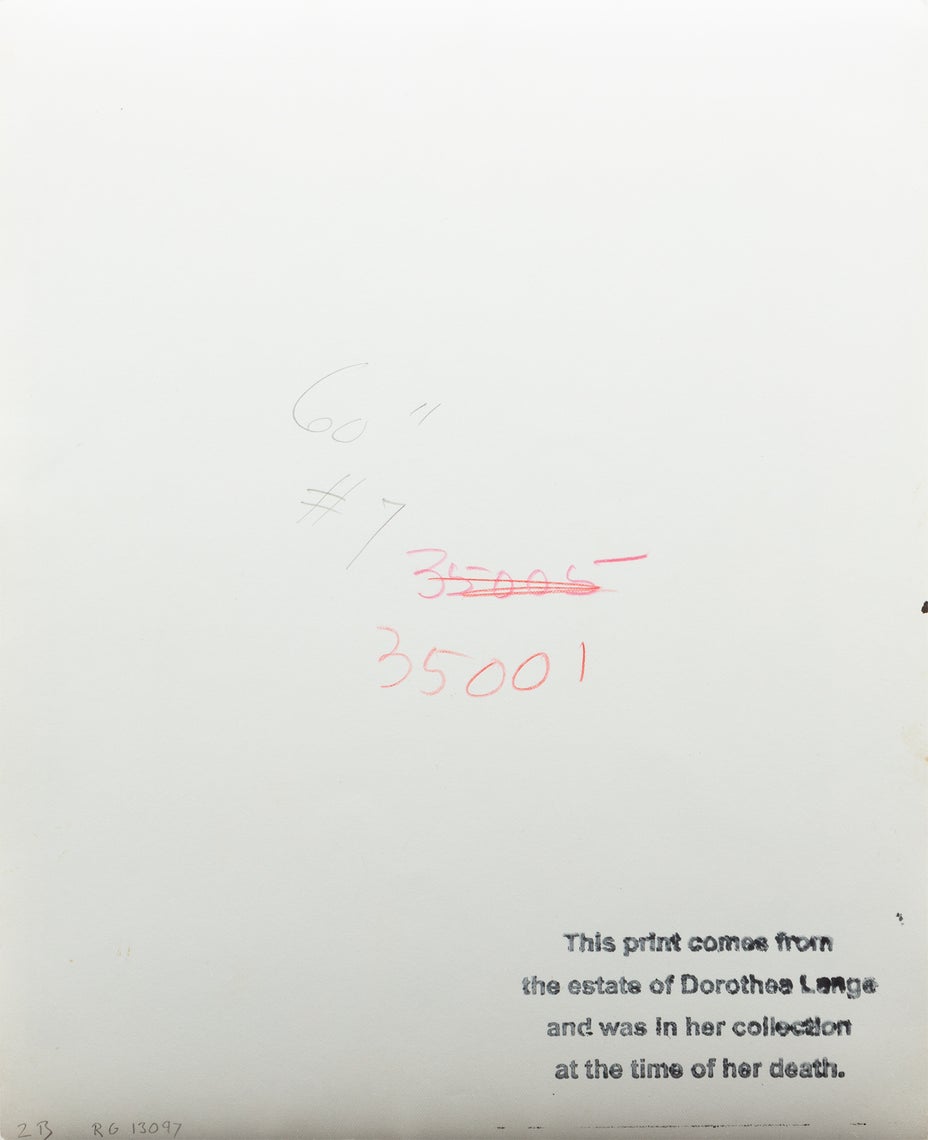 60"
# 7
35005
35001
This print comes from
the estate of Dorothea Lange
and was in her collection
at the time of her death.
2B RG 13097